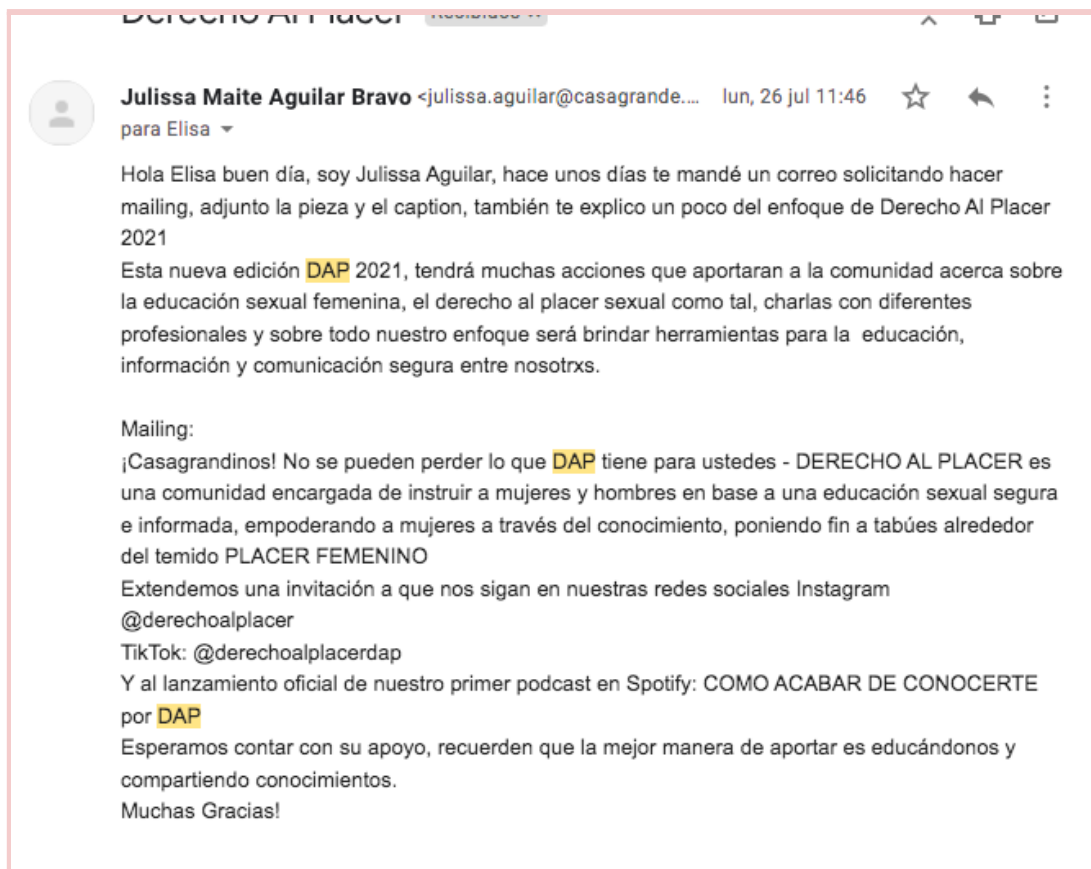 Derecho Al Placer Recibidos
Julissa Maite Aguilar Bravo <julissa.aguilar@casagrande.... lun, 26 jul 11:46
para Elisa
Hola Elisa buen día, soy Julissa Aguilar, hace unos días te mandé un correo solicitando hacer
mailing, adjunto la pieza y el caption, también te explico un poco del enfoque de Derecho Al Placer
2021
Esta nueva edición DAP 2021, tendrá muchas acciones que aportaran a la comunidad acerca sobre
la educación sexual femenina, el derecho al placer sexual como tal, charlas con diferentes
profesionales y sobre todo nuestro enfoque será brindar herramientas para la  educación,
información y comunicación segura entre nosotrxs.
Mailing:
¡Casagrandinos! No se pueden perder lo que DAP tiene para ustedes - DERECHO AL PLACER es
una comunidad encargada de instruir a mujeres y hombres en base a una educación sexual segura
e informada, empoderando a mujeres a través del conocimiento, poniendo fin a tabúes alrededor
del temido PLACER FEMENINO
Extendemos una invitación a que nos sigan en nuestras redes sociales Instagram
@derechoalplacer
TikTok: @derechoalplacerdap
Y al lanzamiento oficial de nuestro primer podcast en Spotify: COMO ACABAR DE CONOCERTE
por DAP
Esperamos contar con su apoyo, recuerden que la mejor manera de aportar es educándonos y
compartiendo conocimientos.
Muchas Gracias!